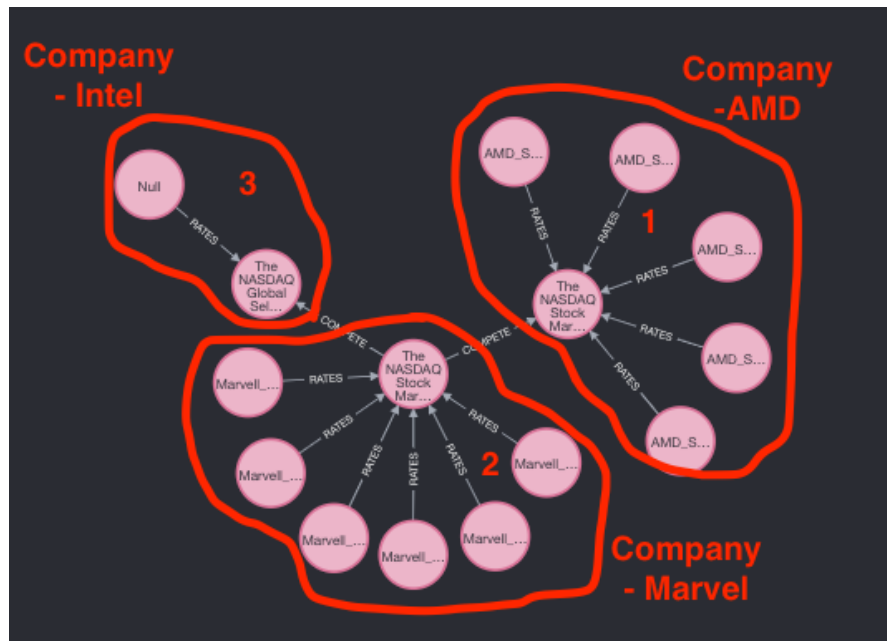 Company
- Intel
Company
-AMD
Null
3
RATES
The
NASDAQ
Global
Sel...
AMD_S...
AMD_S...
1
AMD_S...
AMD_S...
AMD_S...
RATES
RATES
RATES
RATES
RATES
The
NASDAQ
Stock
Mar...
COMPETE
COMPETE
The
NASDAQ
Stock
Mar...
Marvell_...
RATES
Marvell_...
RATES
Marvell_...
RATES
Marvell_...
RATES
Marvell_...
RATES
Marvell_...
RATES
2
Company
- Marvel